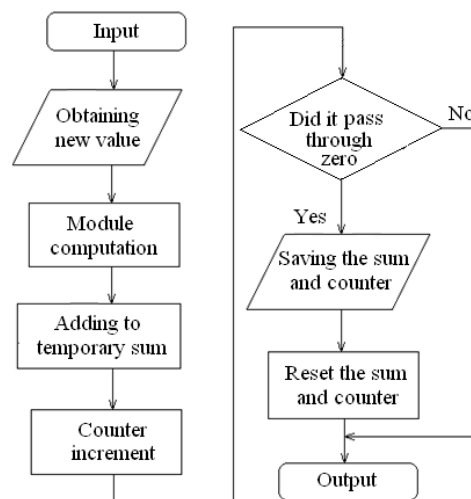 Input
Obtaining
new value
Module
computation
Adding to
temporary sum
Counter
increment
Did it pass
through
zero
No
Yes
Saving the sum
and counter
Reset the sum
and counter
Output